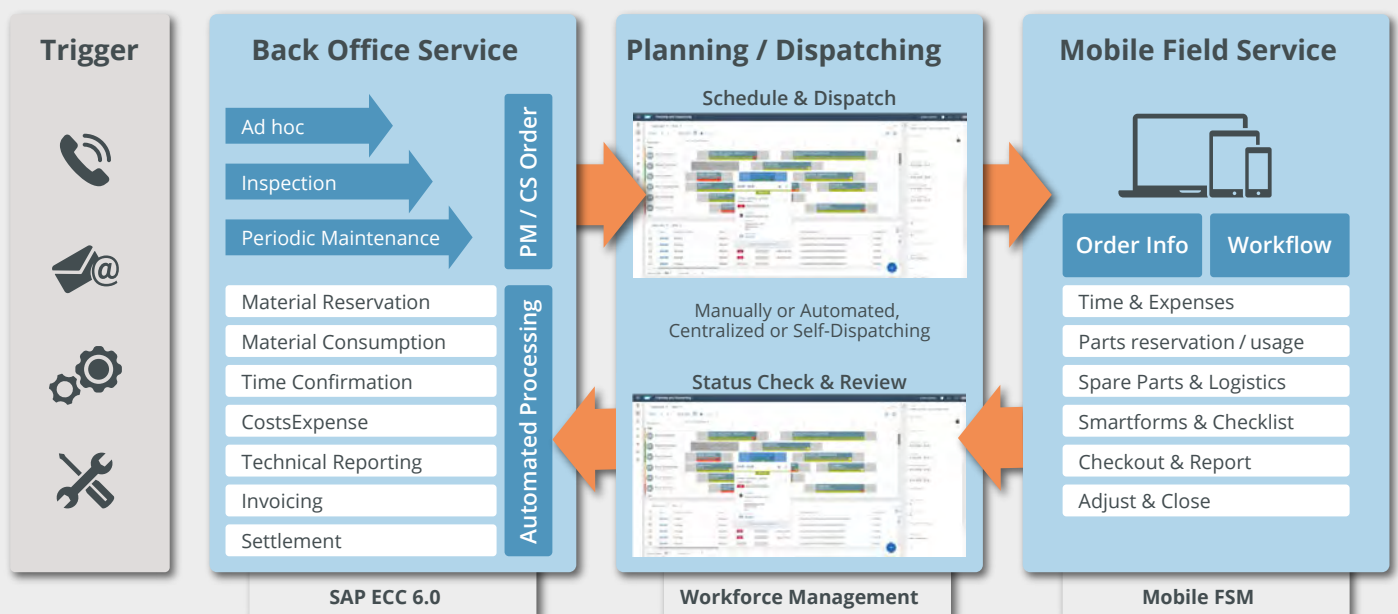 Trigger
Back Office Service
Ad hoc
Inspection
Periodic Maintenance
PM / CS Order
Material Reservation
Material Consumption
Time Confirmation
CostsExpense
Technical Reporting
Invoicing
Settlement
Automated Processing
SAP ECC 6.0
Planning / Dispatching
Schedule & Dispatch
Manually or Automated,
Centralized or Self-Dispatching
Status Check & Review
Workforce Management
Mobile Field Service
Order Info
Workflow
Time & Expenses
Parts reservation / usage
Spare Parts & Logistics
Smartforms & Checklist
Checkout & Report
Adjust & Close
Mobile FSM